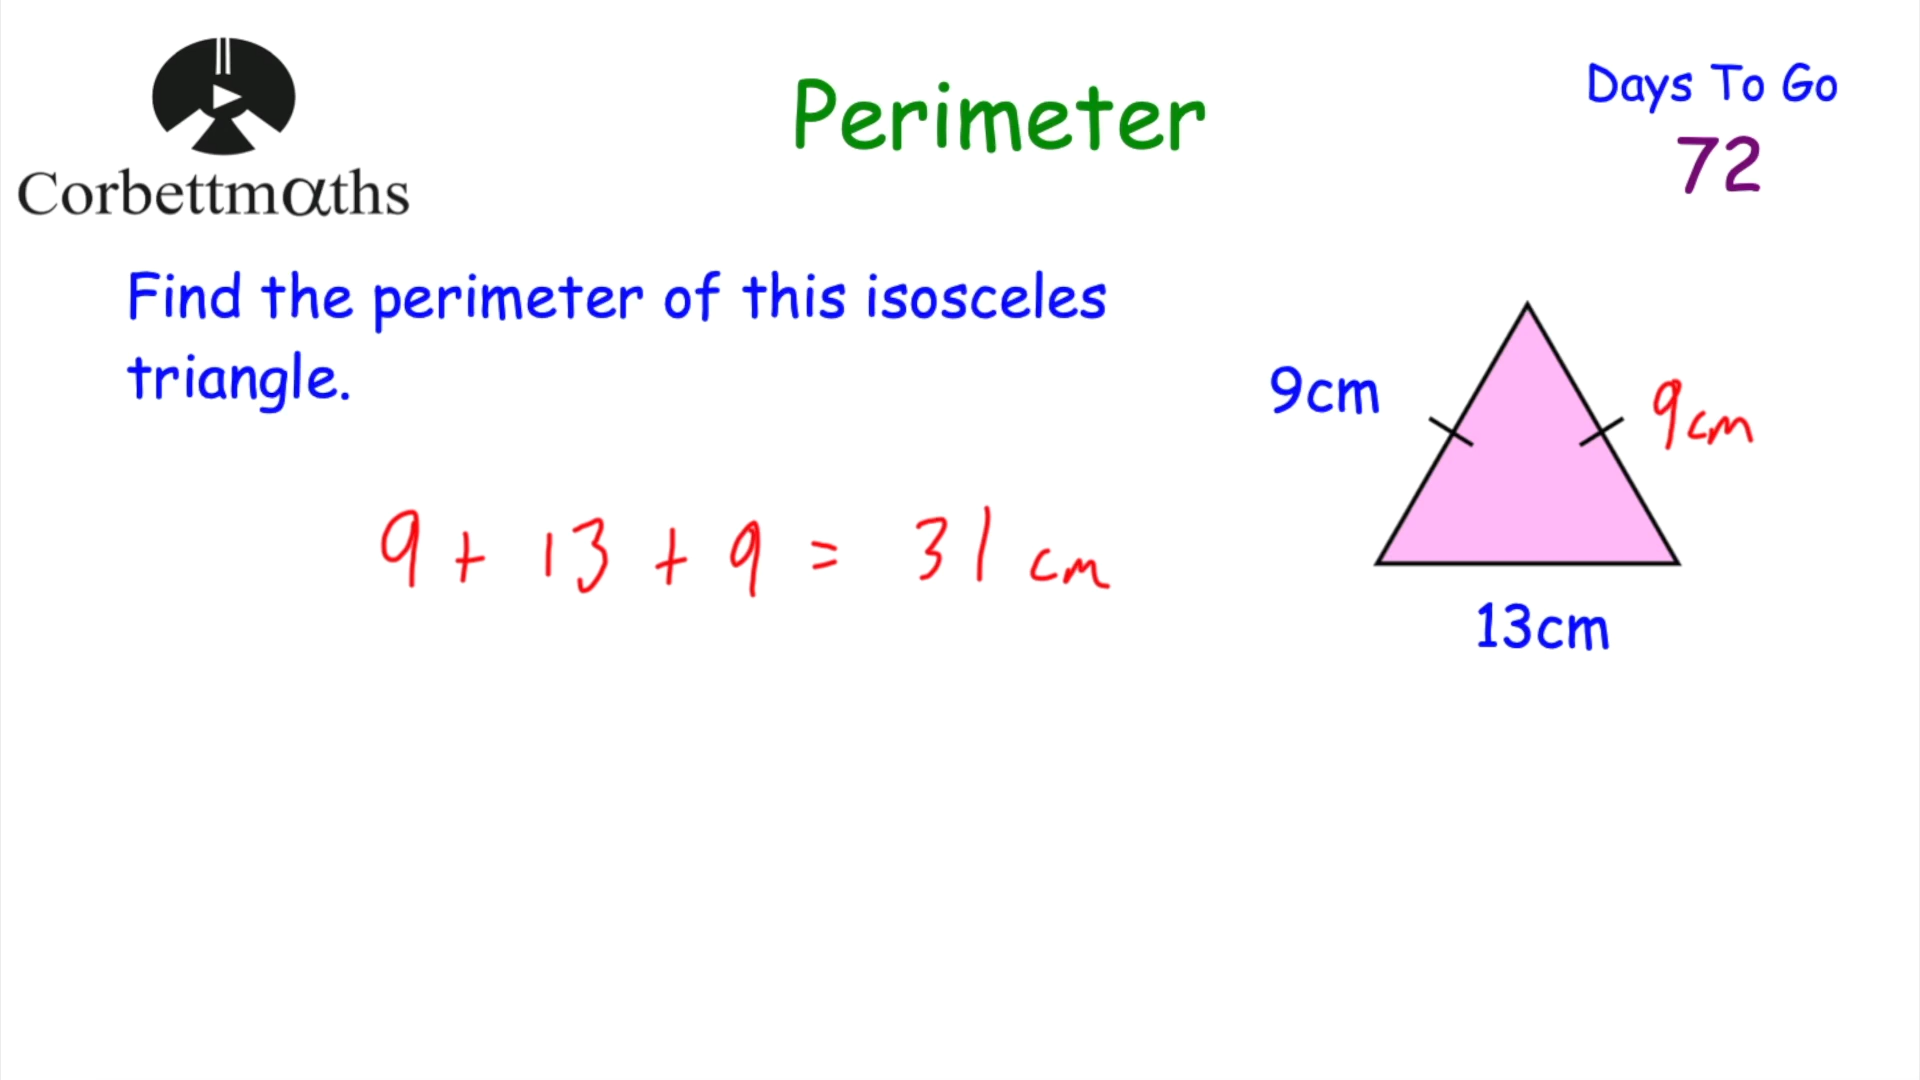 Corbettmαths
Perimeter
Days To Go
72
Find the perimeter of this isosceles
triangle.
9cm
9cm
9 + 13 + 9 = 31 cm
13cm